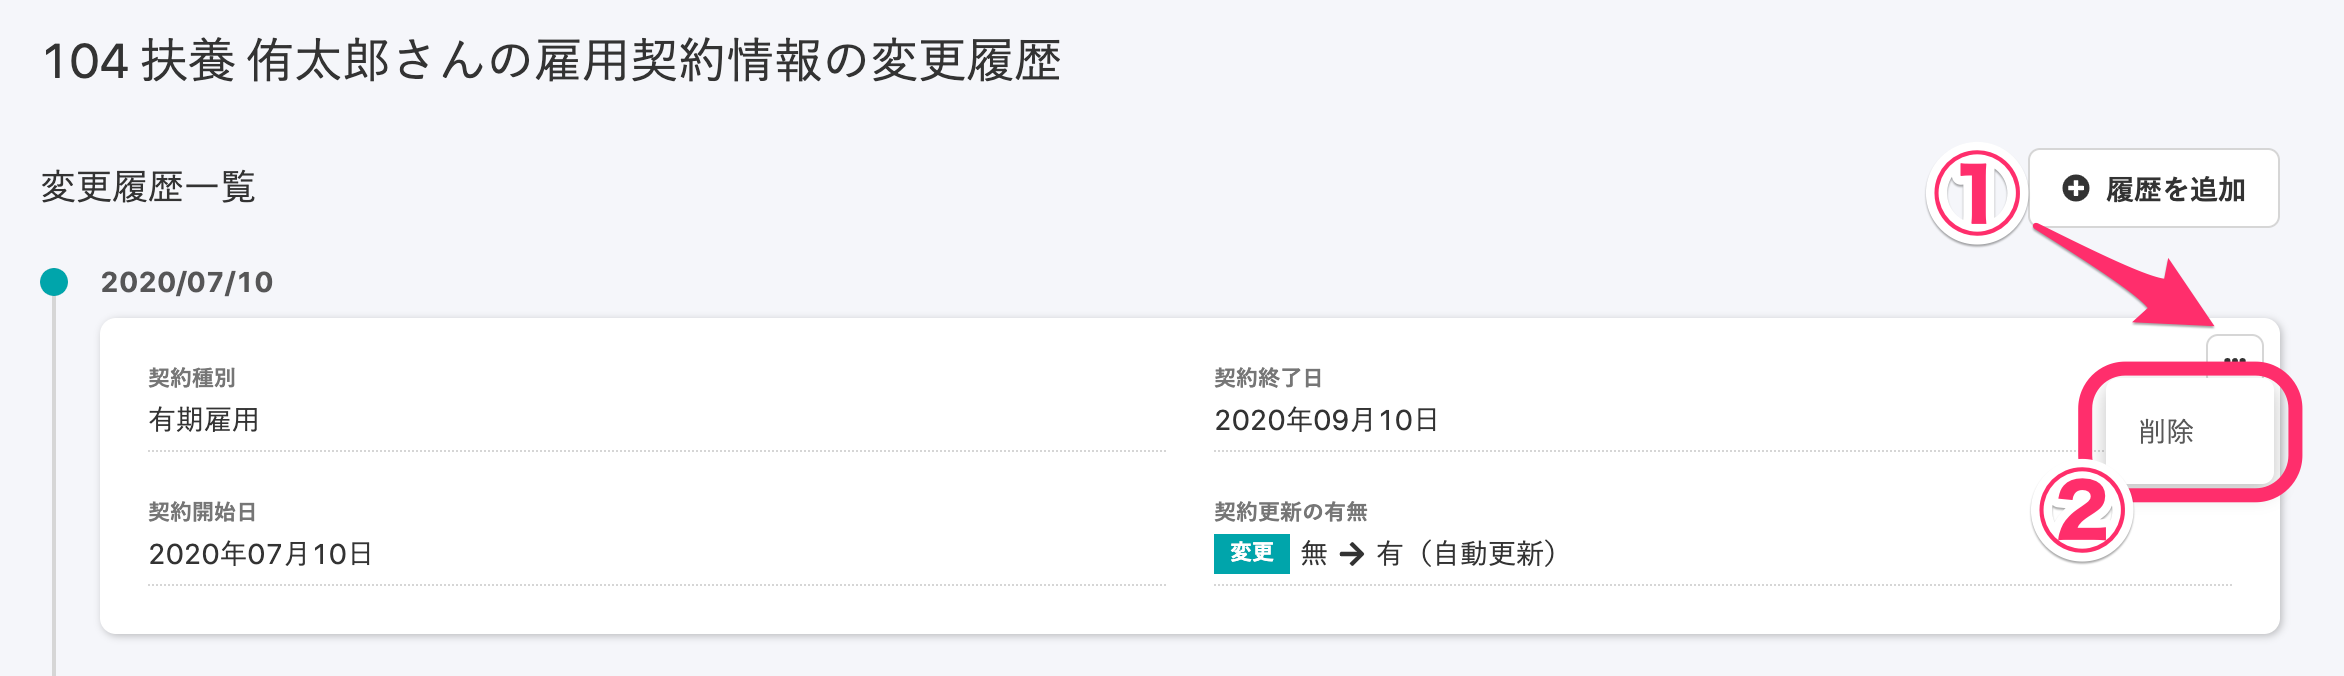 104 扶養 侑太郎さんの雇用契約情報の変更履歴
変更履歴一覧
① 履歴を追加
2020/07/10
契約種別
有期雇用
契約終了日
2020年09月10日
削除
②
契約開始日
2020年07月10日
契約更新の有無
変更 無 → 有（自動更新）